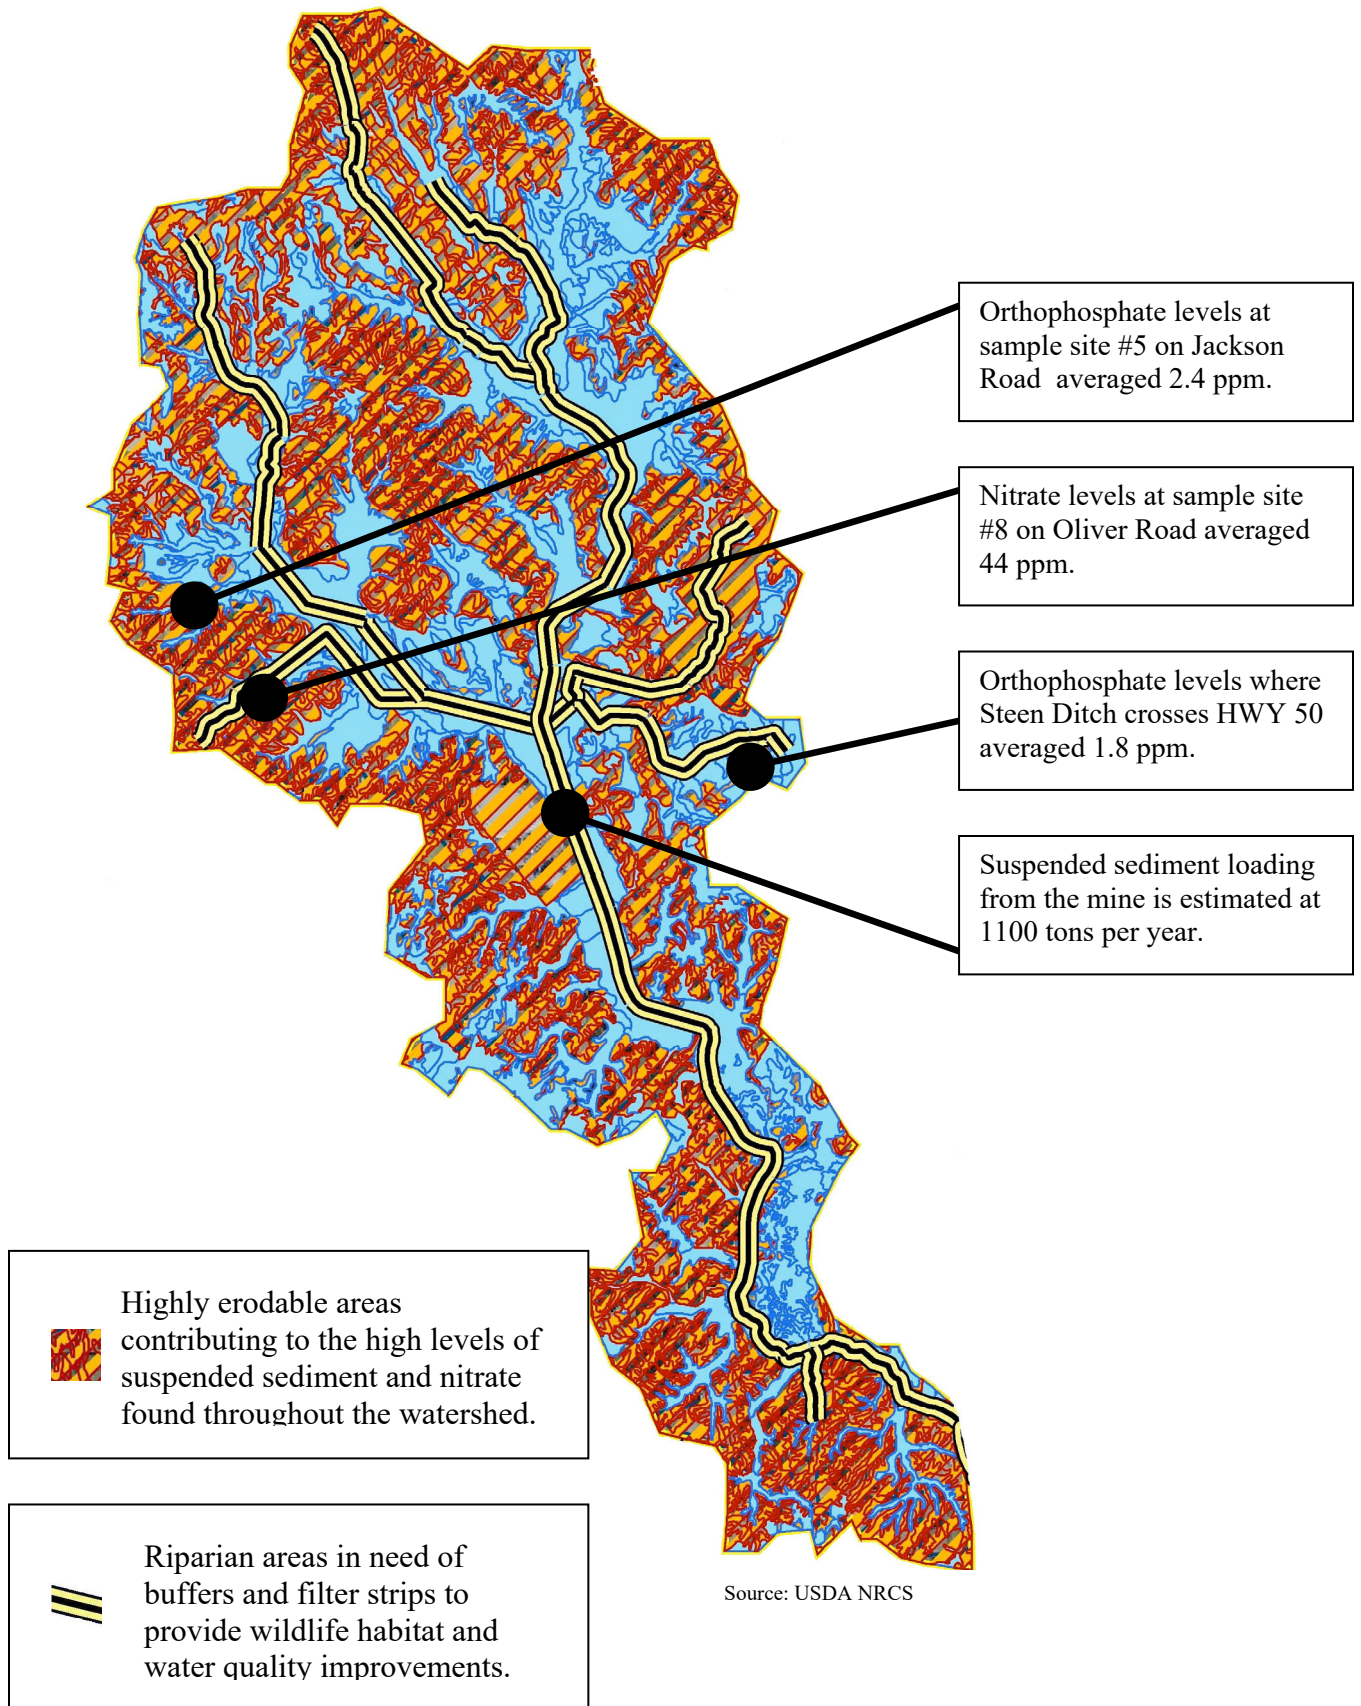 Orthophosphate levels at
sample site #5 on Jackson
Road  averaged 2.4 ppm.
Nitrate levels at sample site
#8 on Oliver Road averaged
44 ppm.
Orthophosphate levels where
Steen Ditch crosses HWY 50
averaged 1.8 ppm.
Suspended sediment loading
from the mine is estimated at
1100 tons per year.
Highly erodable areas
contributing to the high levels of
suspended sediment and nitrate
found throughout the watershed.
Riparian areas in need of
buffers and filter strips to
provide wildlife habitat and
water quality improvements.
Source: USDA NRCS